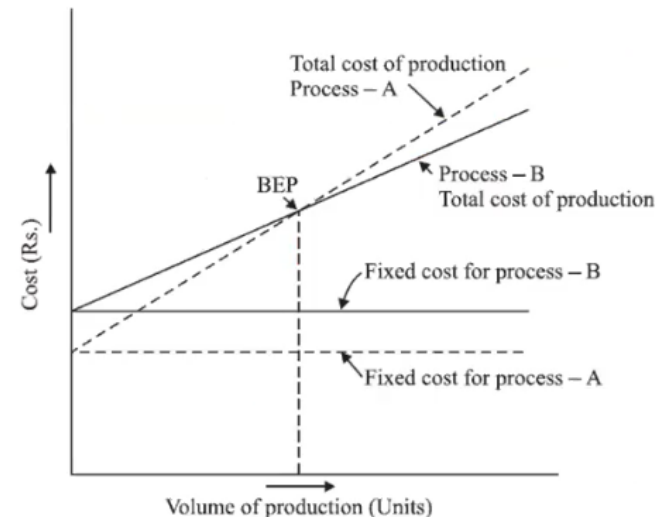 Total cost of production
Process – A
BEP
Process – B
Total cost of production
Cost (Rs.)
Fixed cost for process – B
Fixed cost for process – A
Volume of production (Units)